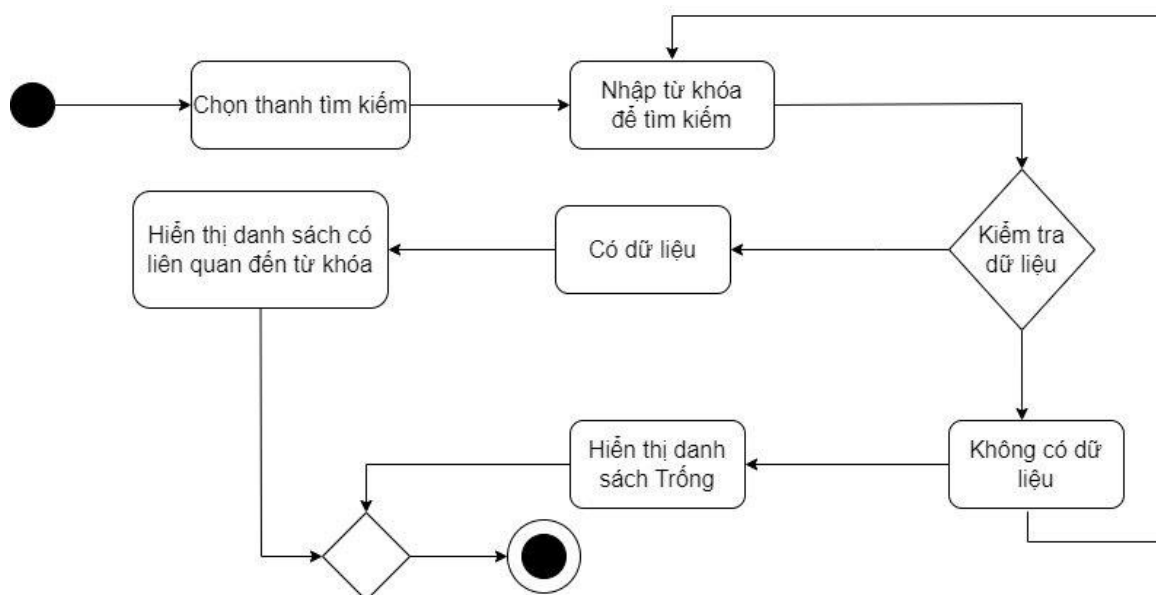 Chọn thanh tìm kiếm
Nhập từ khóa
để tìm kiếm
Hiển thị danh sách có
liên quan đến từ khóa
Có dữ liệu
Kiểm tra
dữ liệu
Hiển thị danh
sách Trống
Không có dữ
liệu